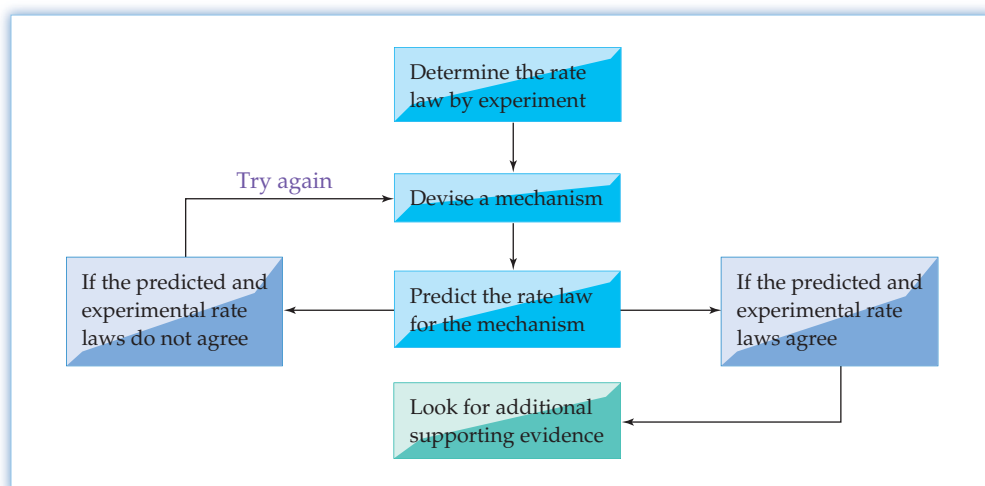 Determine the rate
law by experiment
Try again
Devise a mechanism
If the predicted and
experimental rate
laws do not agree
Predict the rate law
for the mechanism
If the predicted and
experimental rate
laws agree
Look for additional
supporting evidence